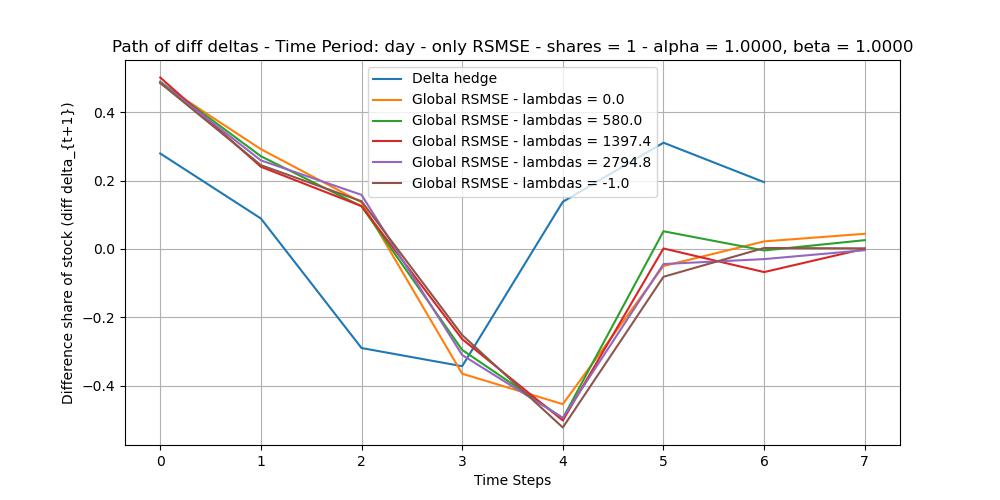 Path of diff deltas - Time Period: day - only RSMSE - shares = 1 - alpha = 1.0000, beta = 1.0000
Difference share of stock (diff delta_{t+1})
0.4
0.2
0.0
−0.2
−0.4
Delta hedge
Global RSMSE - lambdas = 0.0
Global RSMSE - lambdas = 580.0
Global RSMSE - lambdas = 1397.4
Global RSMSE - lambdas = 2794.8
Global RSMSE - lambdas = -1.0
0 1 2 3 4 5 6 7
Time Steps